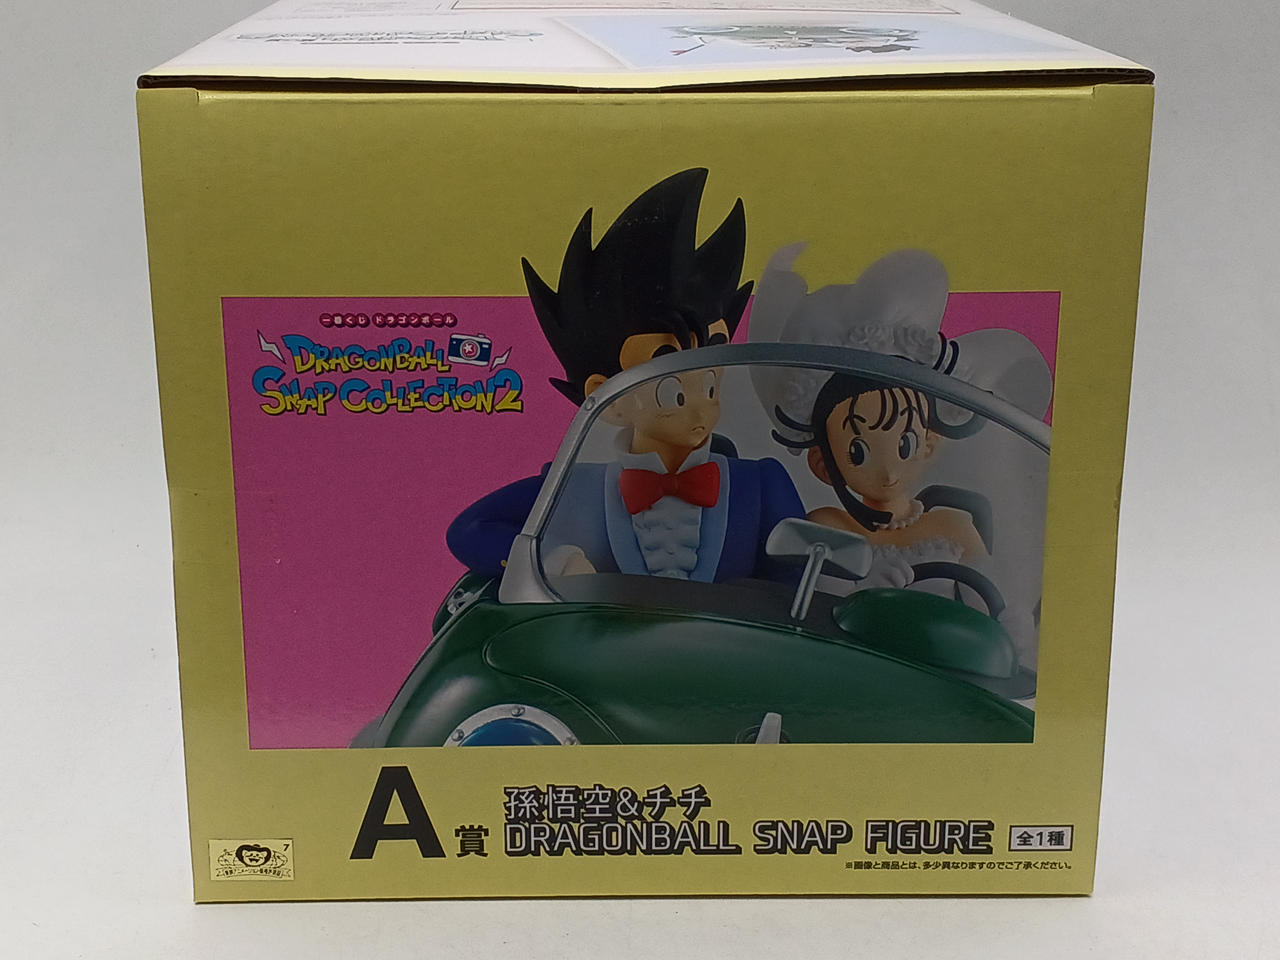 一番くじ ドラゴンボール
DRAGONBALL
SNAP COLLECTION2
A賞
孫悟空&チチ
DRAGONBALL SNAP FIGURE
全1種
※画像と商品とは、多少異なりますのでご了承ください。
7